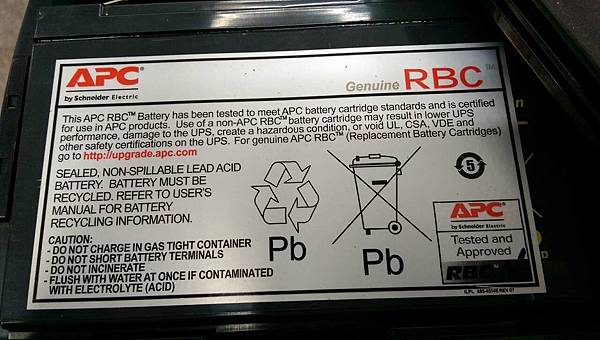 APC
by Schneider Electric
Genuine RBC™
This APC RBC™ Battery has been tested to meet APC battery cartridge standards and is certified
for use in APC products. Use of a non-APC RBC™ battery cartridge may result in lower UPS
performance, damage to the UPS, create a hazardous condition, or void UL, CSA, VDE and
other safety certifications on the UPS. For genuine APC RBC™ (Replacement Battery Cartridges)
go to http://upgrade.apc.com
SEALED, NON-SPILLABLE LEAD ACID
BATTERY. BATTERY MUST BE
RECYCLED. REFER TO USER'S
MANUAL FOR BATTERY
RECYCLING INFORMATION.
CAUTION:
- DO NOT CHARGE IN GAS TIGHT CONTAINER
- DO NOT SHORT BATTERY TERMINALS
- DO NOT INCINERATE
- FLUSH WITH WATER AT ONCE IF CONTAMINATED
WITH ELECTROLYTE (ACID)
Pb
Pb
5
APC
by Schneider Electric
Tested and
Approved
RBC™